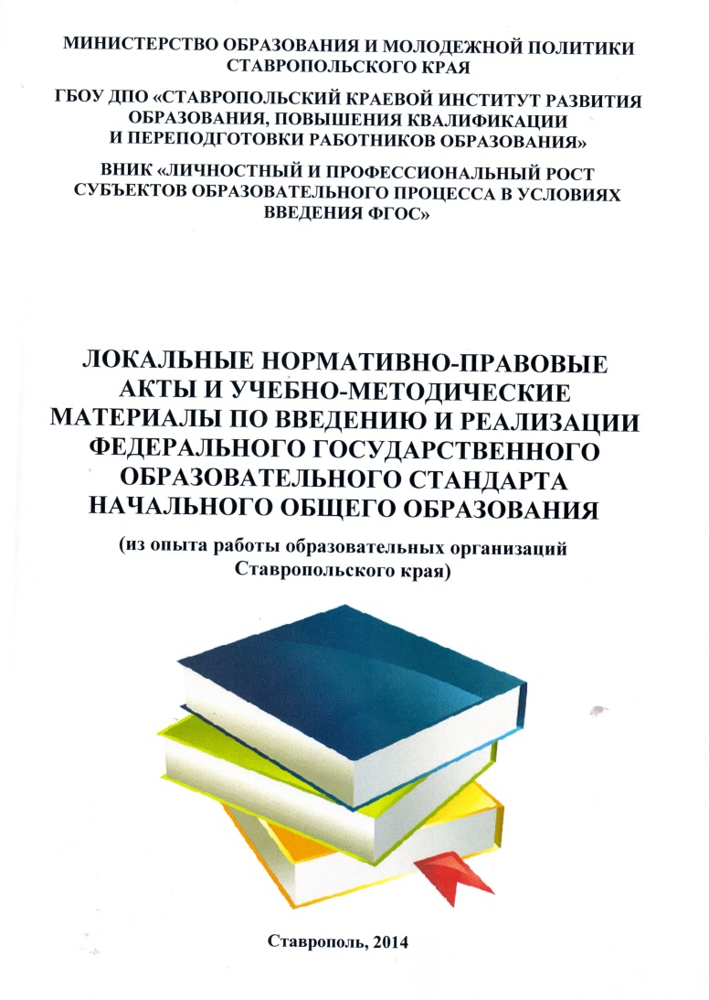 МИНИСТЕРСТВО ОБРАЗОВАНИЯ И МОЛОДЕЖНОЙ ПОЛИТИКИ
СТАВРОПОЛЬСКОГО КРАЯ
ГБОУ ДПО «СТАВРОПОЛЬСКИЙ КРАЕВОЙ ИНСТИТУТ РАЗВИТИЯ
ОБРАЗОВАНИЯ, ПОВЫШЕНИЯ КВАЛИФИКАЦИИ
И ПЕРЕПОДГОТОВКИ РАБОТНИКОВ ОБРАЗОВАНИЯ»
ВНИК «ЛИЧНОСТНЫЙ И ПРОФЕССИОНАЛЬНЫЙ РОСТ
СУБЪЕКТОВ ОБРАЗОВАТЕЛЬНОГО ПРОЦЕССА В УСЛОВИЯХ
ВВЕДЕНИЯ ФГОС»
ЛОКАЛЬНЫЕ НОРМАТИВНО-ПРАВОВЫЕ
АКТЫ И УЧЕБНО-МЕТОДИЧЕСКИЕ
МАТЕРИАЛЫ ПО ВВЕДЕНИЮ И РЕАЛИЗАЦИИ
ФЕДЕРАЛЬНОГО ГОСУДАРСТВЕННОГО
ОБРАЗОВАТЕЛЬНОГО СТАНДАРТА
НАЧАЛЬНОГО ОБЩЕГО ОБРАЗОВАНИЯ
(из опыта работы образовательных организаций
Ставропольского края)
Ставрополь, 2014